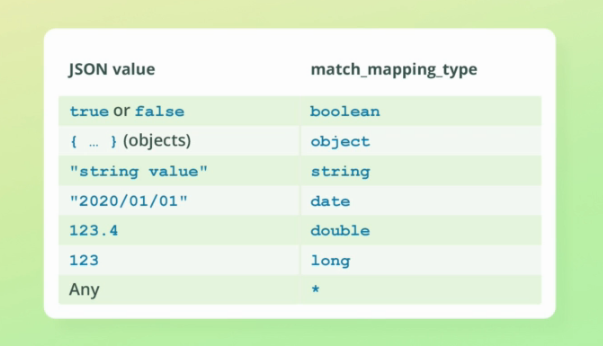 JSON value match_mapping_type
true or false boolean
{ … } (objects) object
"string value" string
"2020/01/01" date
123.4 double
123 long
Any *